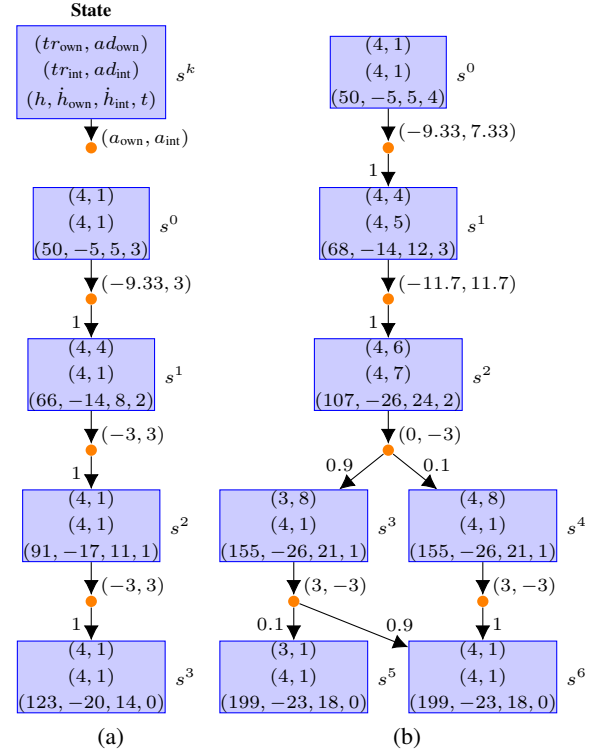 State
(tr_own, ad_own)
(tr_int, ad_int)
(h, ḣ_own, ḣ_int, t)
s^k
(a_own, a_int)
(4, 1)
(4, 1)
(50, −5, 5, 3)
s^0
(−9.33, 3)
1
(4, 4)
(4, 1)
(66, −14, 8, 2)
s^1
(−3, 3)
1
(4, 1)
(4, 1)
(91, −17, 11, 1)
s^2
(−3, 3)
1
(4, 1)
(4, 1)
(123, −20, 14, 0)
s^3
(a)
(4, 1)
(4, 1)
(50, −5, 5, 4)
s^0
(−9.33, 7.33)
1
(4, 4)
(4, 5)
(68, −14, 12, 3)
s^1
(−11.7, 11.7)
1
(4, 6)
(4, 7)
(107, −26, 24, 2)
s^2
(0, −3)
0.9
0.1
(3, 8)
(4, 1)
(155, −26, 21, 1)
s^3
(4, 8)
(4, 1)
(155, −26, 21, 1)
s^4
(3, −3)
(3, −3)
0.1
0.9
1
(3, 1)
(4, 1)
(199, −23, 18, 0)
s^5
(4, 1)
(4, 1)
(199, −23, 18, 0)
s^6
(b)